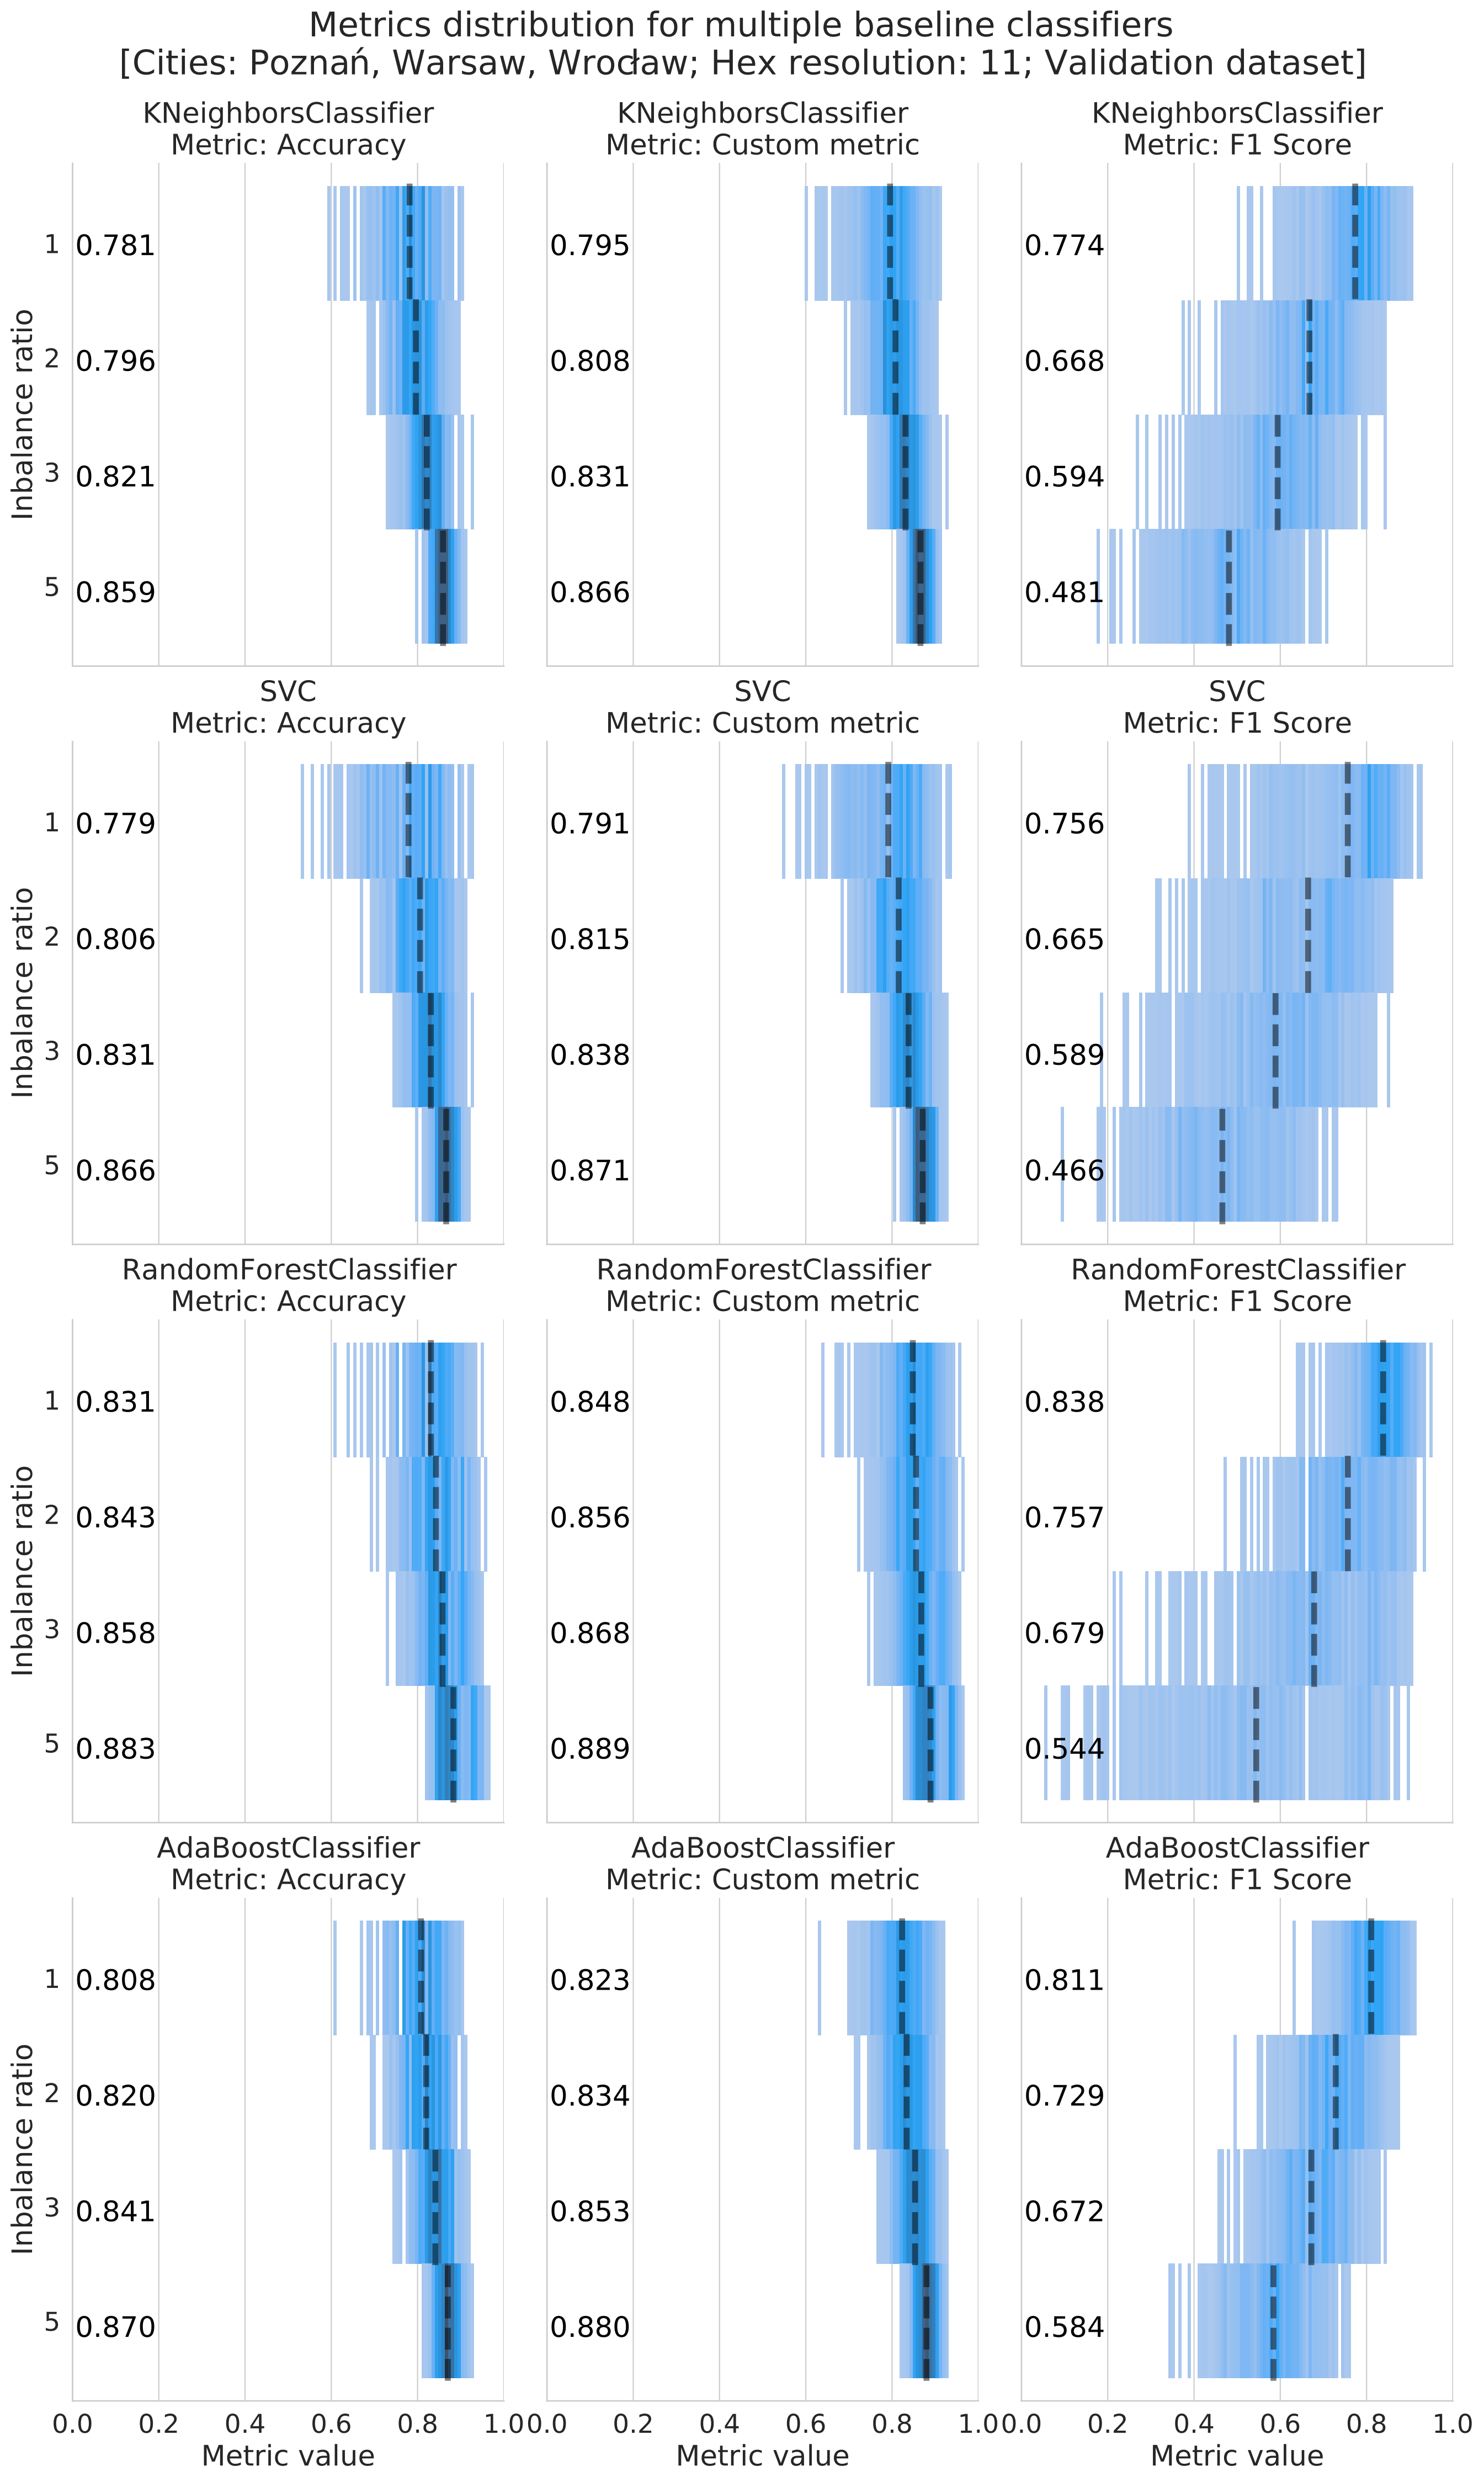 Metrics distribution for multiple baseline classifiers
[Cities: Poznań, Warsaw, Wrocław; Hex resolution: 11; Validation dataset]
KNeighborsClassifier
Metric: Accuracy
KNeighborsClassifier
Metric: Custom metric
KNeighborsClassifier
Metric: F1 Score
Inbalance ratio
1 0.781 0.795 0.774
2 0.796 0.808 0.668
3 0.821 0.831 0.594
5 0.859 0.866 0.481
SVC
Metric: Accuracy
SVC
Metric: Custom metric
SVC
Metric: F1 Score
Inbalance ratio
1 0.779 0.791 0.756
2 0.806 0.815 0.665
3 0.831 0.838 0.589
5 0.866 0.871 0.466
RandomForestClassifier
Metric: Accuracy
RandomForestClassifier
Metric: Custom metric
RandomForestClassifier
Metric: F1 Score
Inbalance ratio
1 0.831 0.848 0.838
2 0.843 0.856 0.757
3 0.858 0.868 0.679
5 0.883 0.889 0.544
AdaBoostClassifier
Metric: Accuracy
AdaBoostClassifier
Metric: Custom metric
AdaBoostClassifier
Metric: F1 Score
Inbalance ratio
1 0.808 0.823 0.811
2 0.820 0.834 0.729
3 0.841 0.853 0.672
5 0.870 0.880 0.584
0.0 0.2 0.4 0.6 0.8 1.0 0.0 0.2 0.4 0.6 0.8 1.0 0.0 0.2 0.4 0.6 0.8 1.0
Metric value Metric value Metric value